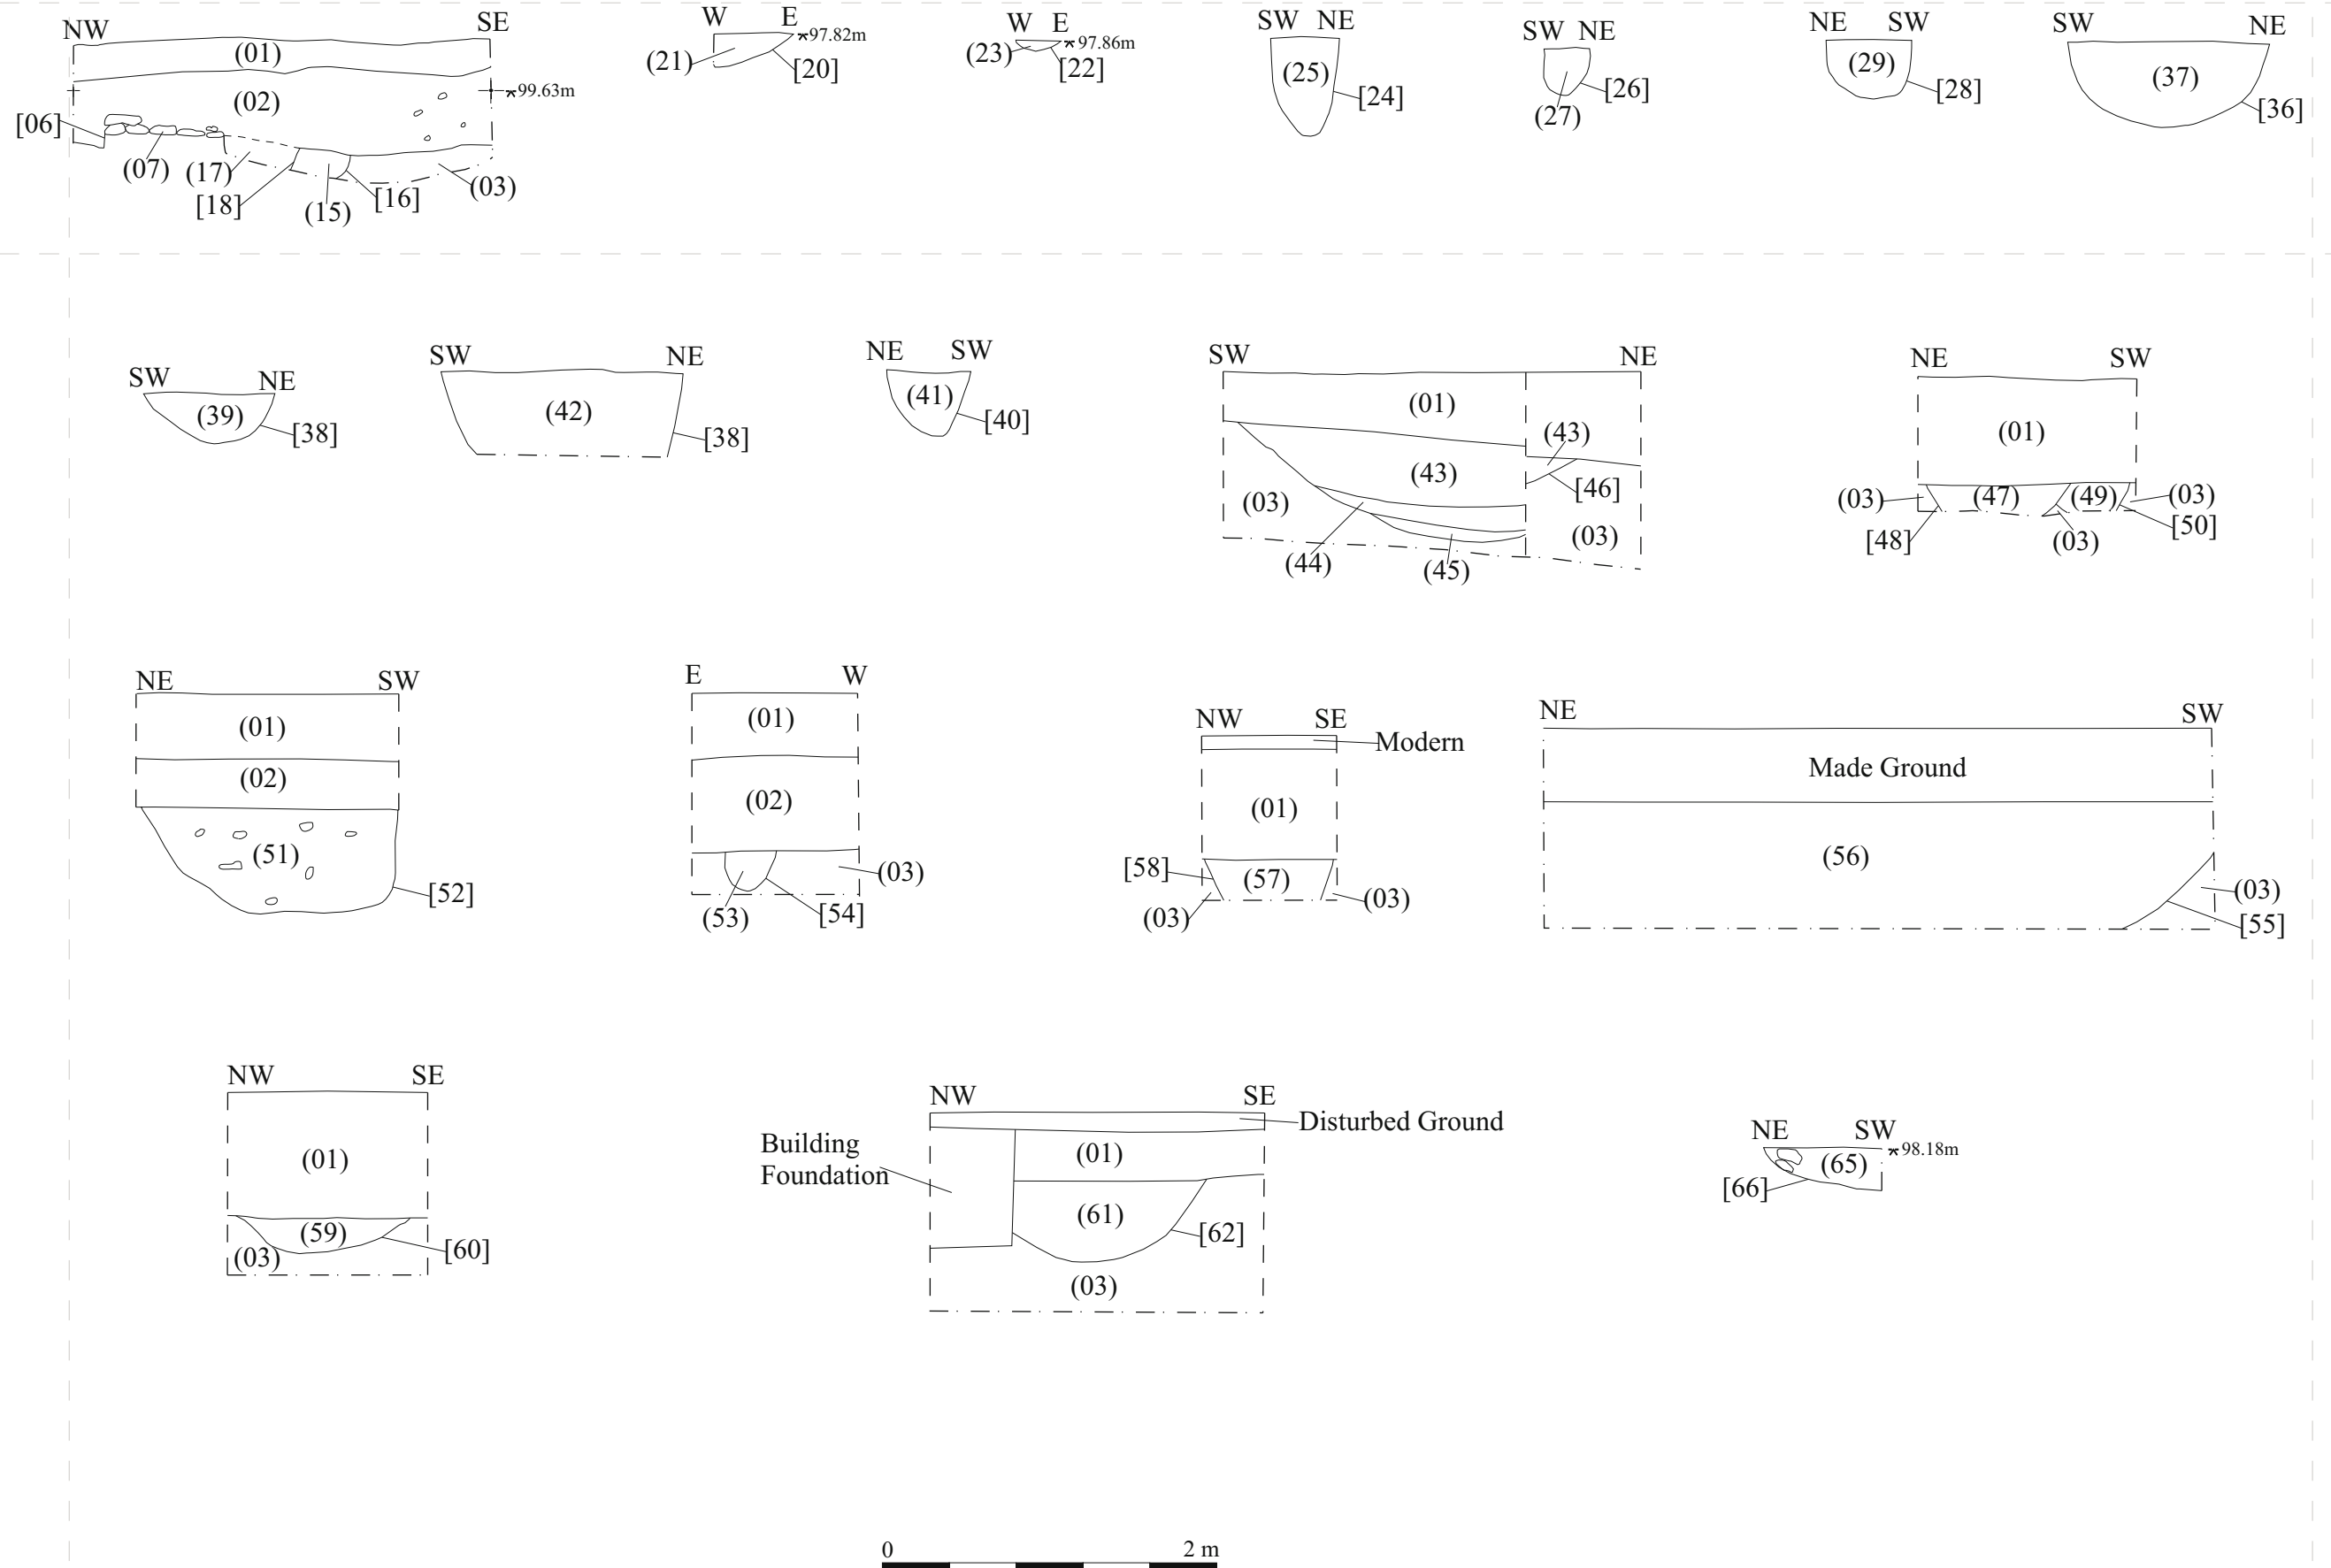 NW SE
(01)
(02)
99.63m
[06]
(07) (17)
[18] (15) [16] (03)
W E
97.82m
(21) [20]
W E
97.86m
(23) [22]
SW NE
(25)
[24]
SW NE
[26]
(27)
NE SW
(29)
[28]
SW NE
(37)
[36]
SW NE
(39)
[38]
SW NE
(42)
[38]
NE SW
(41)
[40]
SW NE
(01)
(43)
(43)
[46]
(03)
(03)
(44) (45)
NE SW
(01)
(03) (47) (49) (03)
[48] (03) [50]
NE SW
(01)
(02)
(51)
[52]
E W
(01)
(02)
(03)
(53) [54]
NW SE
Modern
(01)
[58] (57)
(03) (03)
NE SW
Made Ground
(56)
(03)
[55]
NW SE
(01)
(59)
(03) [60]
NW SE
Disturbed Ground
Building
Foundation
(01)
(61)
[62]
(03)
NE SW
98.18m
(65)
[66]
0 2 m